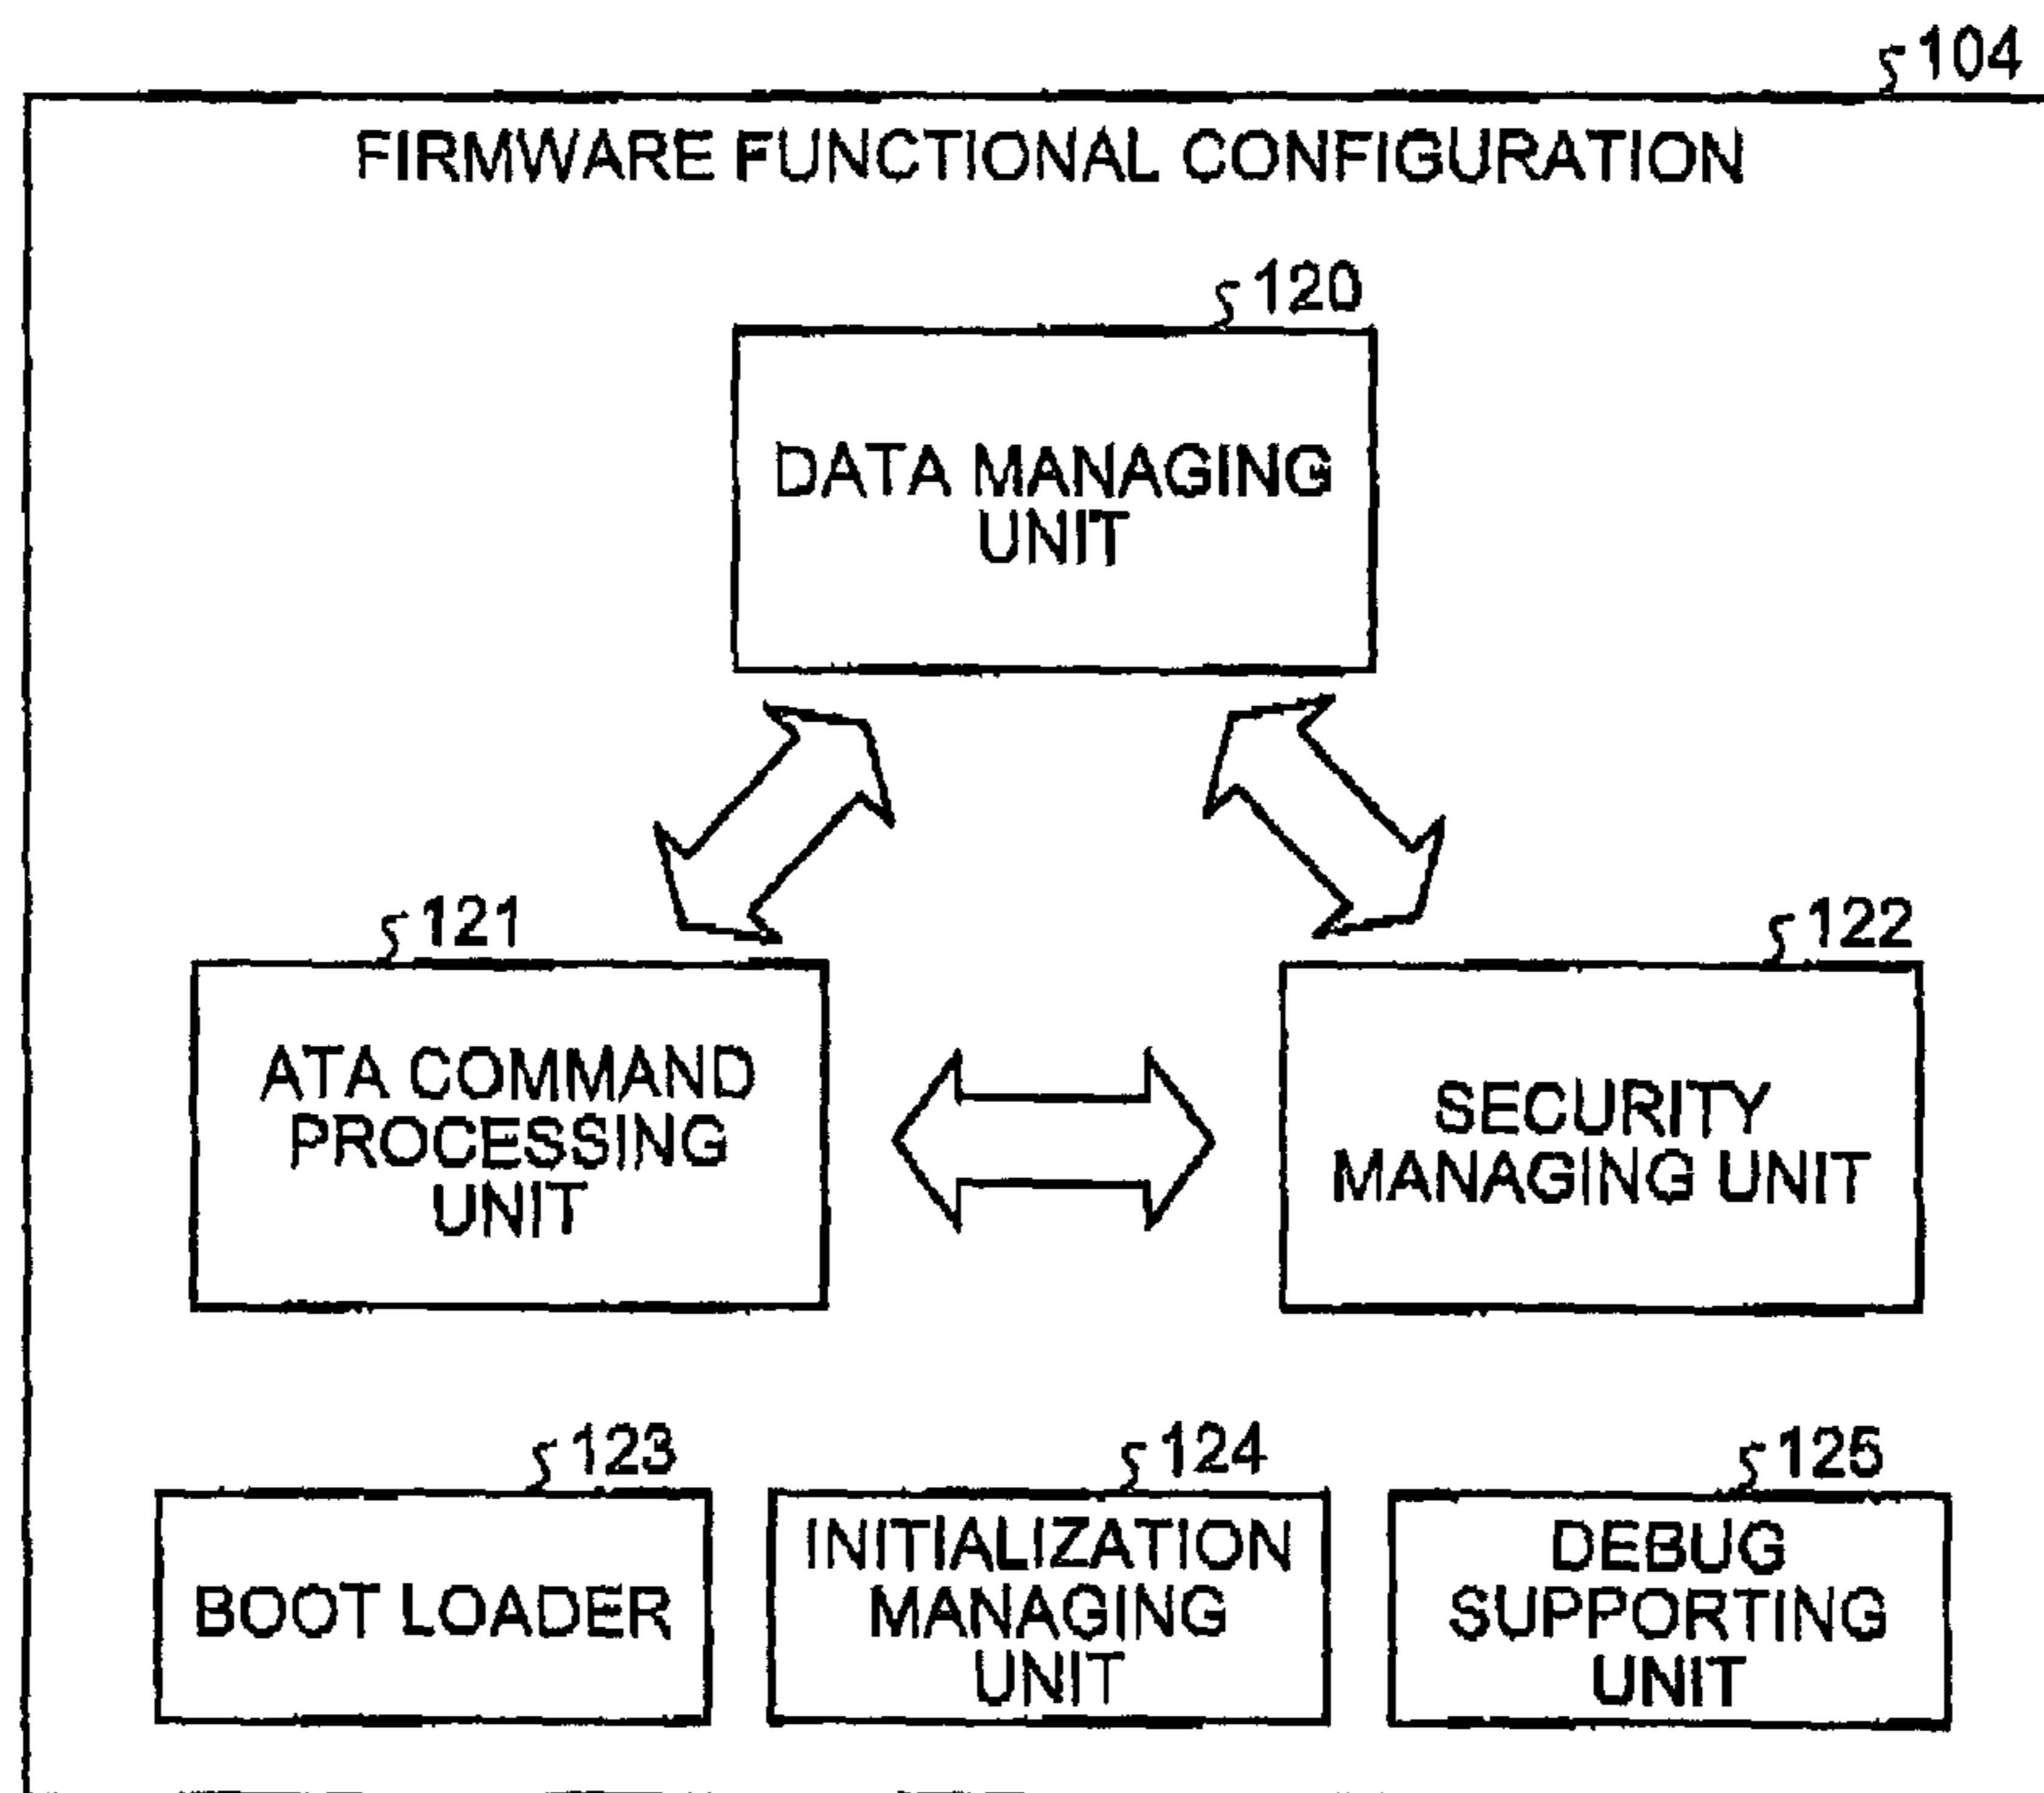 104
FIRMWARE FUNCTIONAL CONFIGURATION
120
DATA MANAGING
UNIT
121
ATA COMMAND
PROCESSING
UNIT
122
SECURITY
MANAGING UNIT
123
BOOT LOADER
124
INITIALIZATION
MANAGING
UNIT
125
DEBUG
SUPPORTING
UNIT